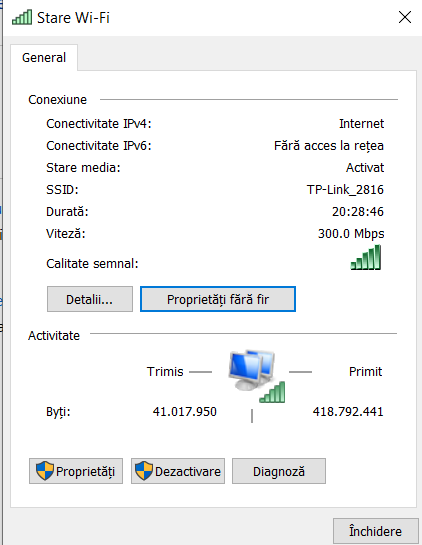 Stare Wi-Fi
General
Conexiune
Conectivitate IPv4: Internet
Conectivitate IPv6: Fără acces la rețea
Stare media: Activat
SSID: TP-Link_2816
Durată: 20:28:46
Viteză: 300.0 Mbps
Calitate semnal:
Detalii... Proprietăți fără fir
Activitate
Trimis Primit
Byți: 41.017.950 418.792.441
Proprietăți Dezactivare Diagnoză
Închidere